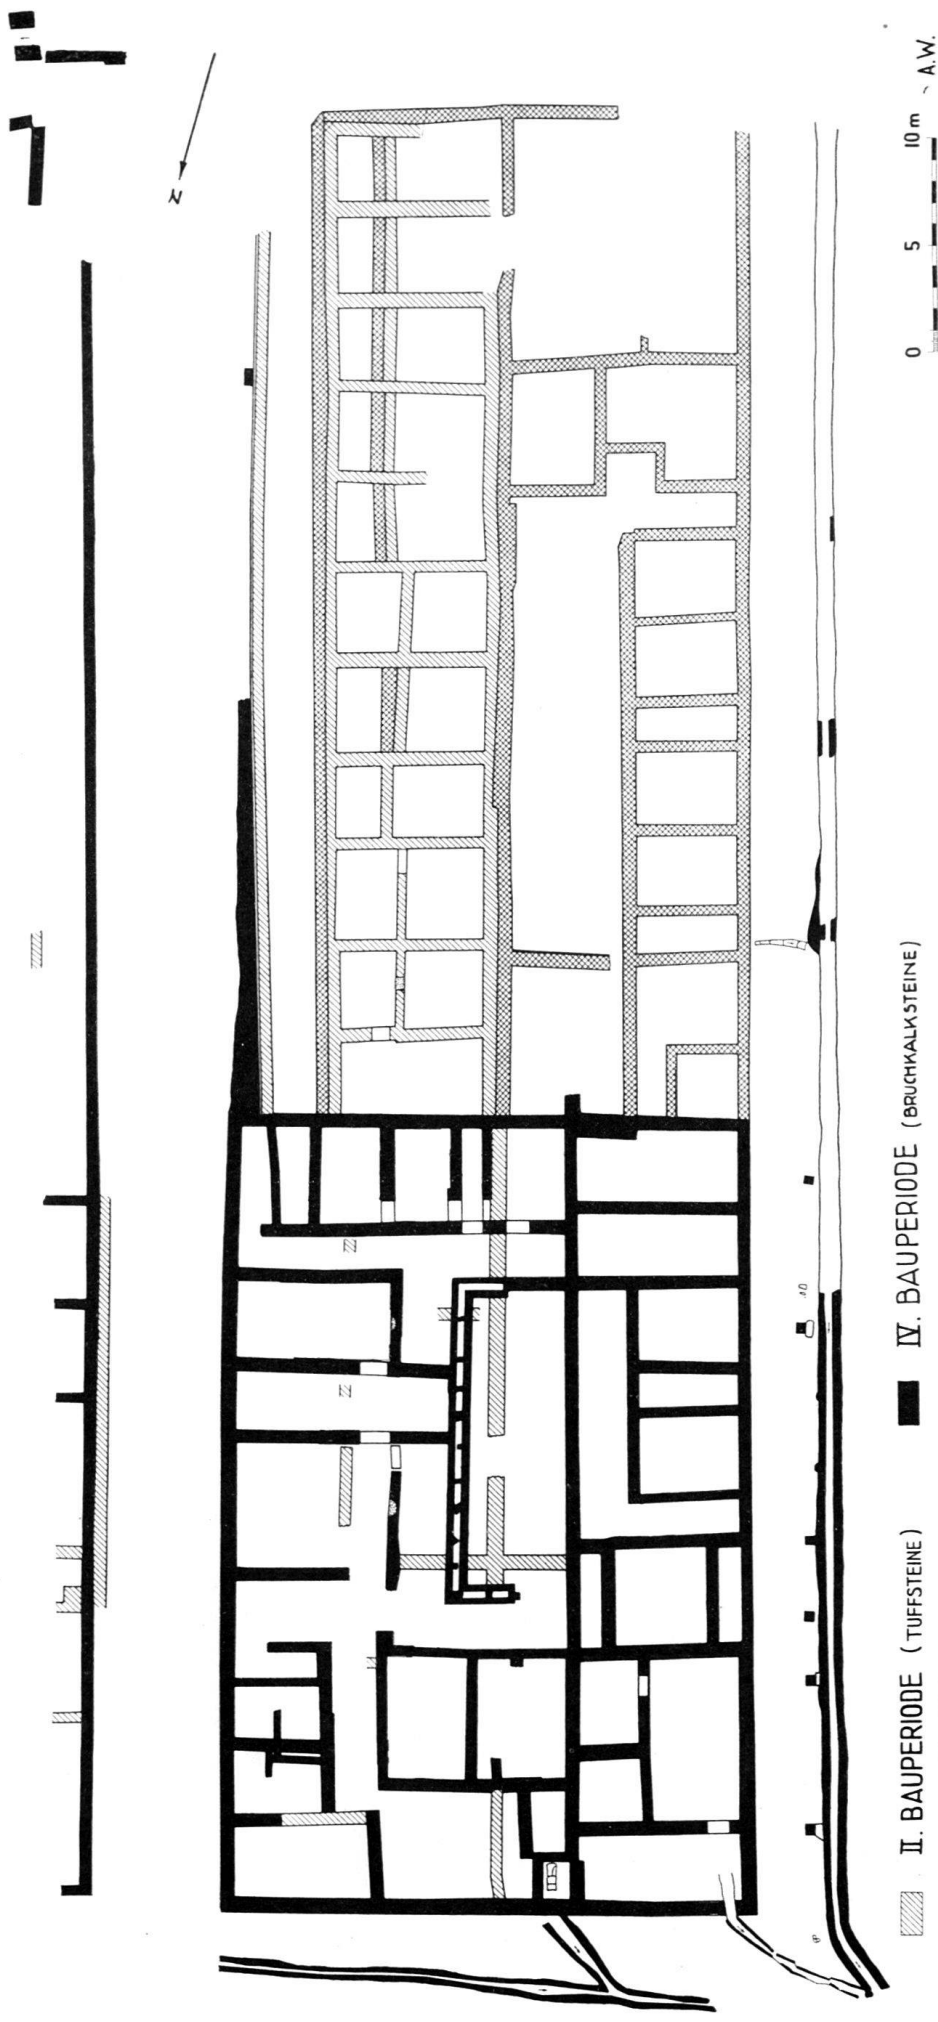 N
II. BAUPERIODE (TUFFSTEINE)
IV. BAUPERIODE (BRUCHKALKSTEINE)
0 5 10 m
A.W.